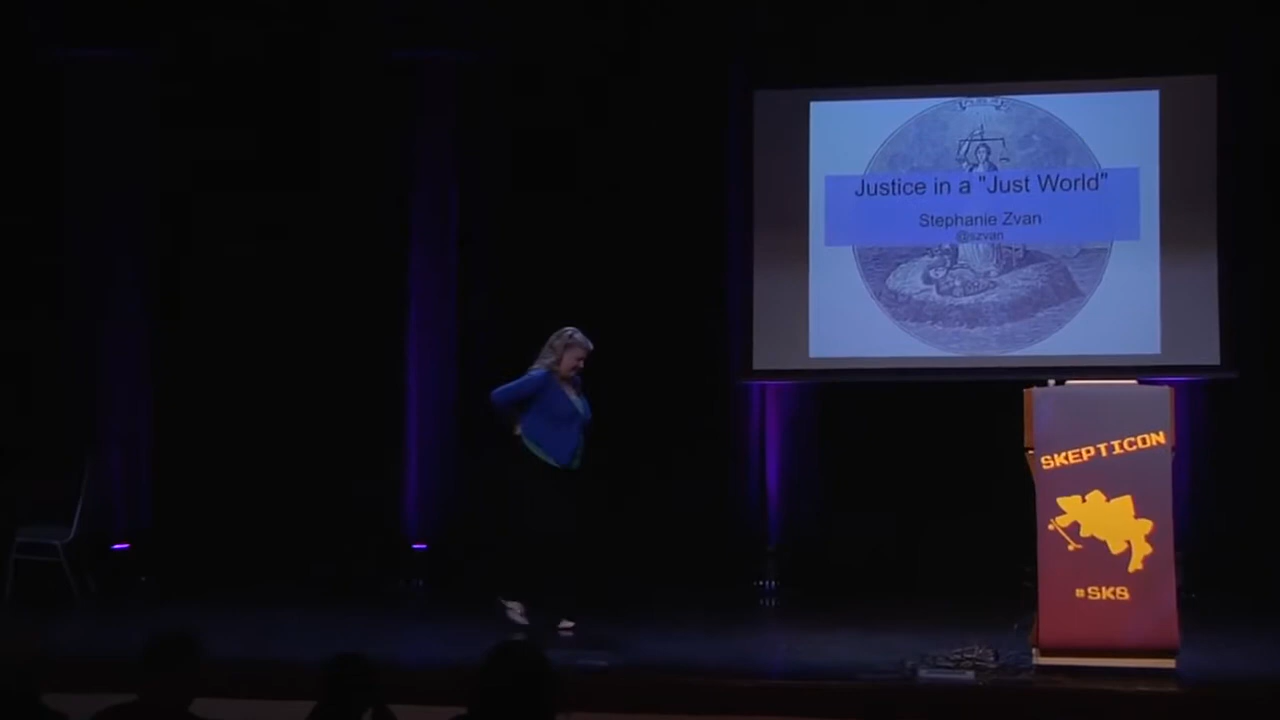 Justice in a "Just World"
Stephanie Zvan
@szvan
SKEPTICON
#SK8